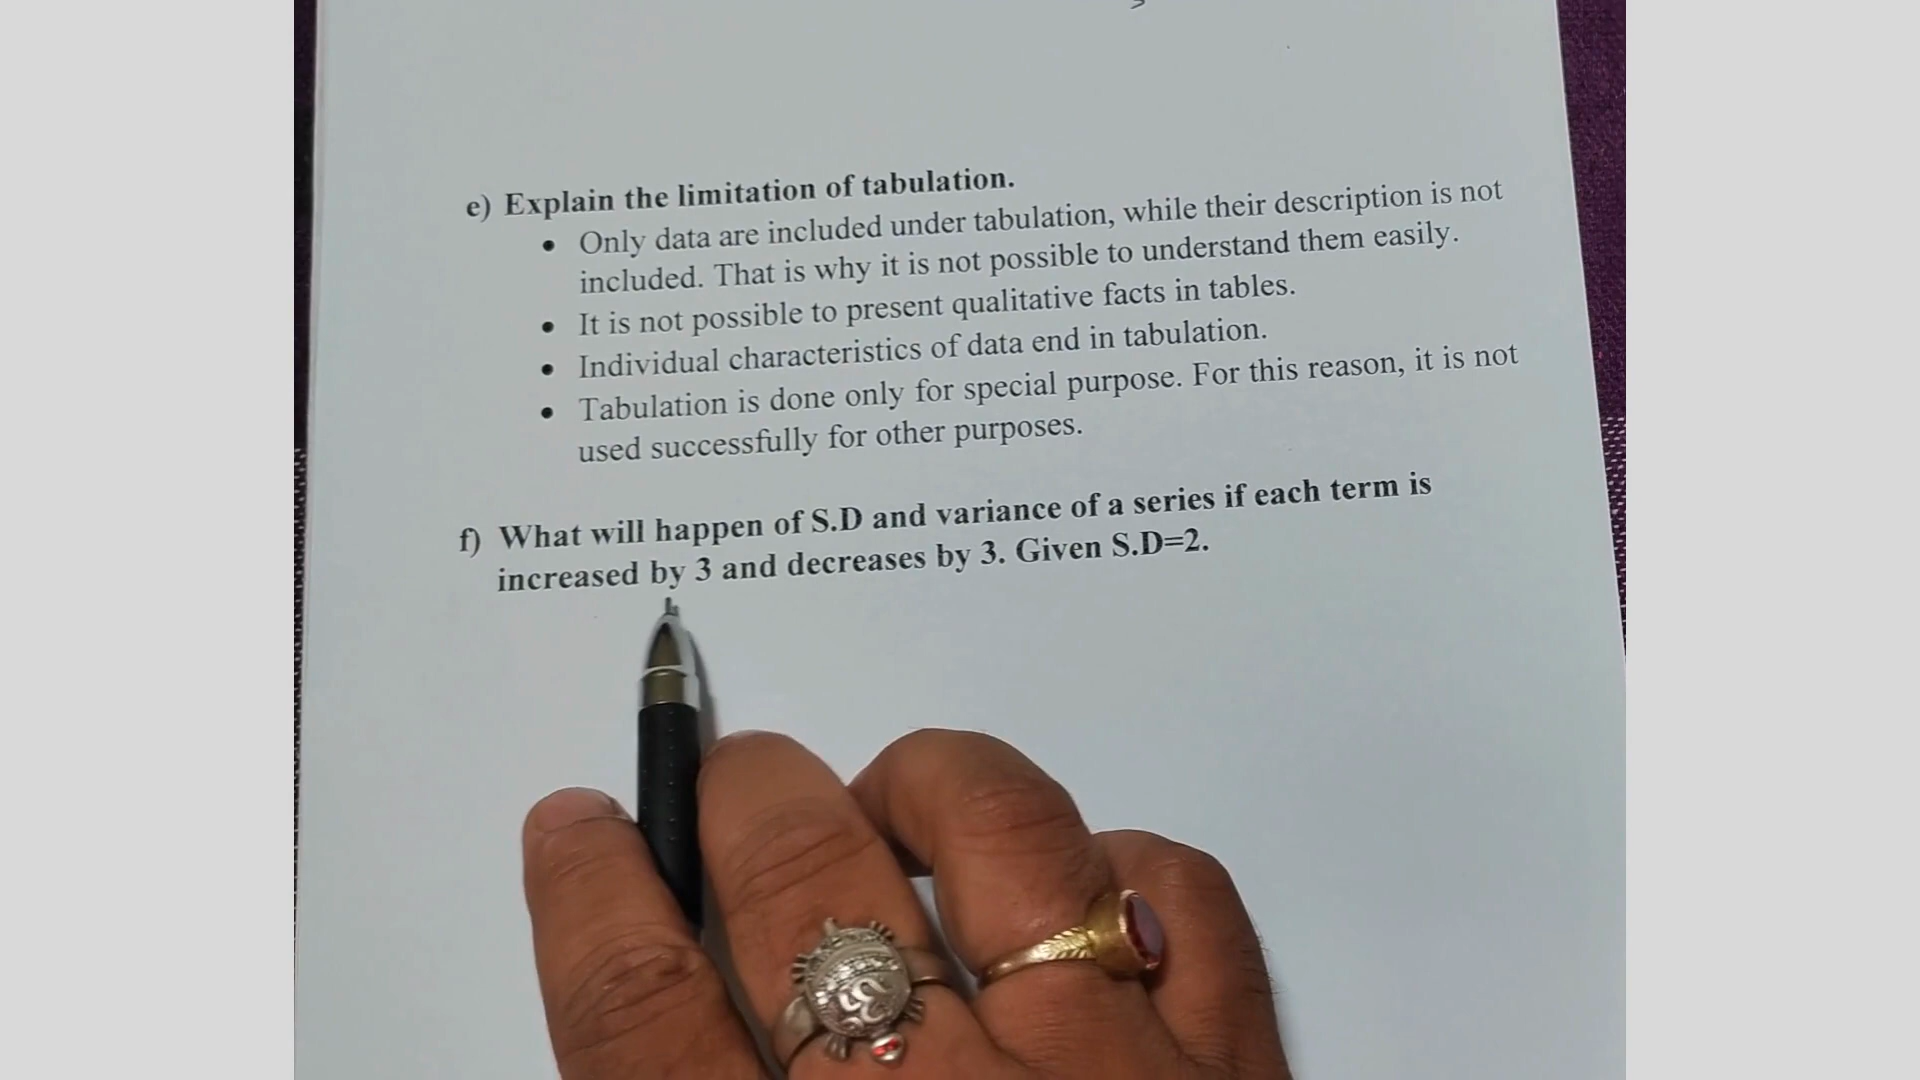 e) Explain the limitation of tabulation.
• Only data are included under tabulation, while their description is not
included. That is why it is not possible to understand them easily.
• It is not possible to present qualitative facts in tables.
• Individual characteristics of data end in tabulation.
• Tabulation is done only for special purpose. For this reason, it is not
used successfully for other purposes.
f) What will happen of S.D and variance of a series if each term is
increased by 3 and decreases by 3. Given S.D=2.